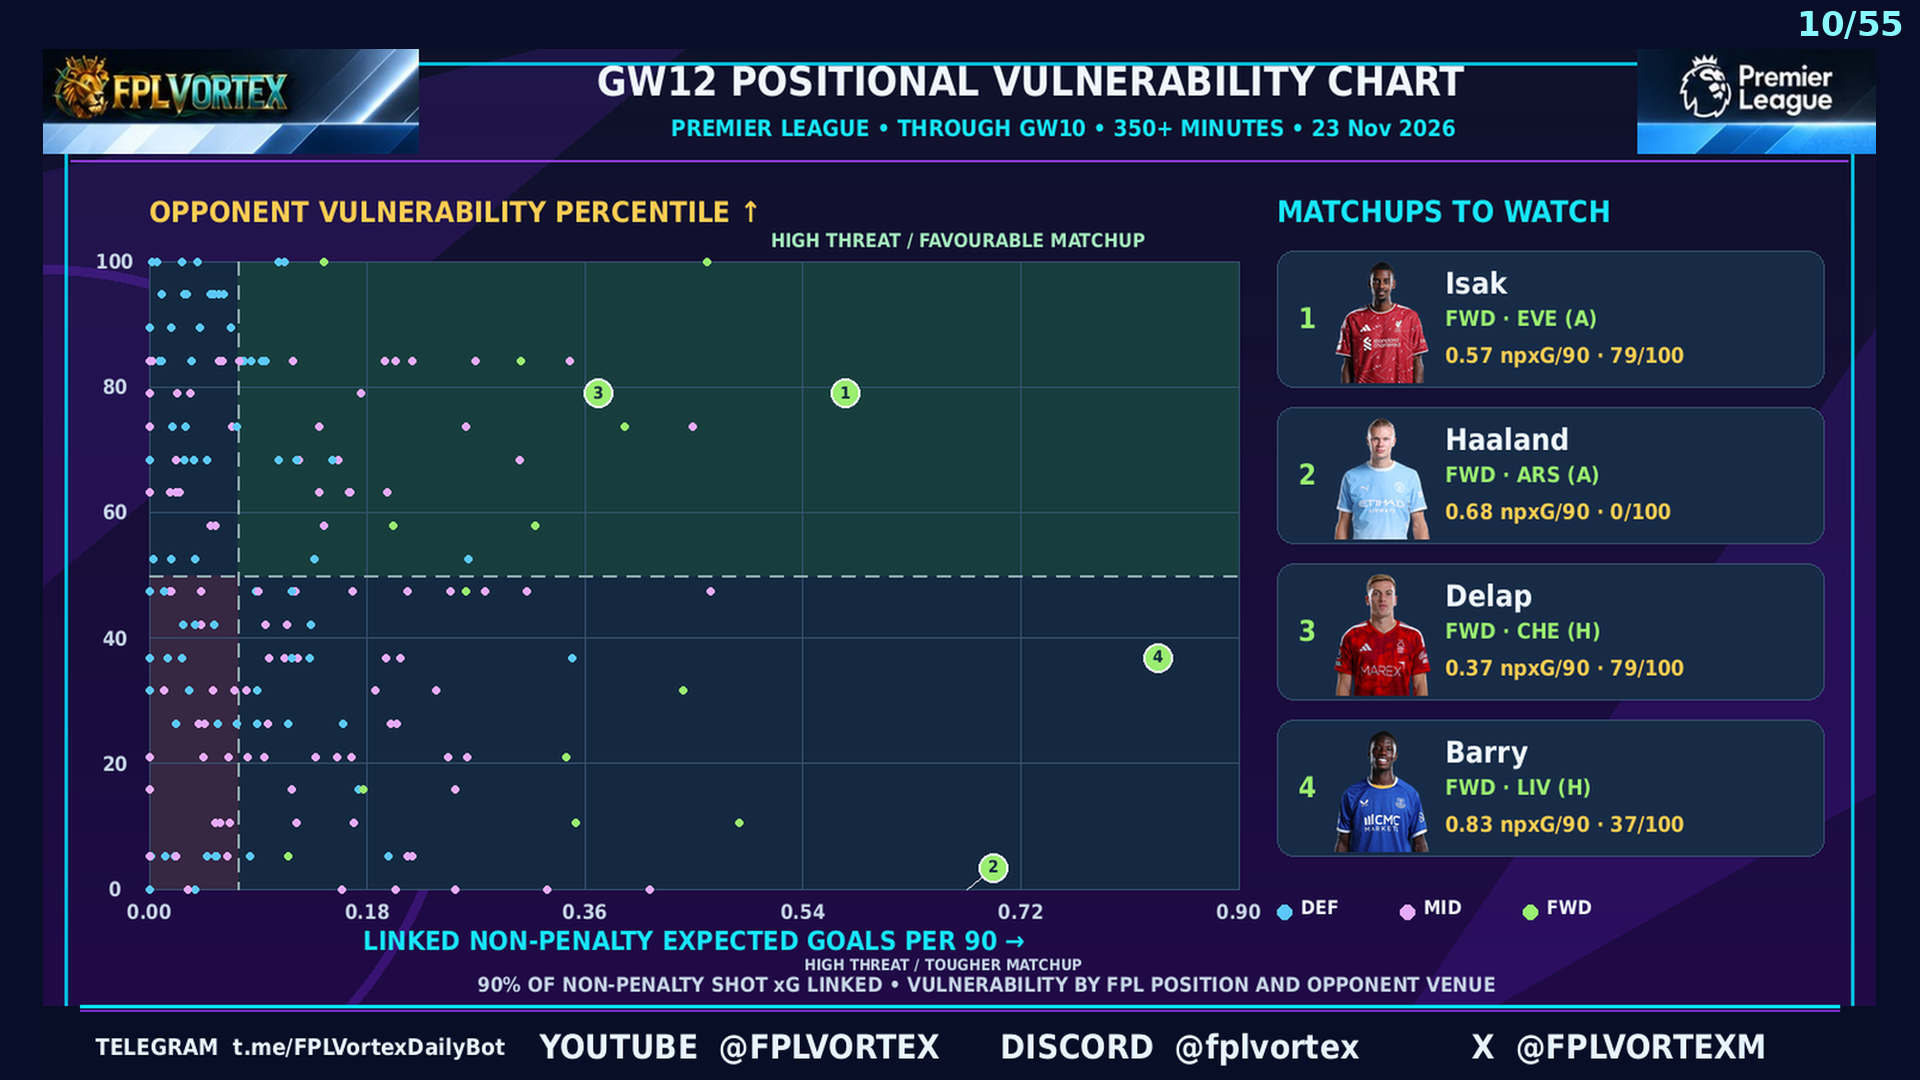 10/55
FPLVORTEX
GW12 POSITIONAL VULNERABILITY CHART
PREMIER LEAGUE • THROUGH GW10 • 350+ MINUTES • 23 Nov 2026
Premier
League
OPPONENT VULNERABILITY PERCENTILE ↑
HIGH THREAT / FAVOURABLE MATCHUP
100
80
60
40
20
0
3
1
4
2
0.00
0.18
0.36
0.54
0.72
0.90
LINKED NON-PENALTY EXPECTED GOALS PER 90 →
HIGH THREAT / TOUGHER MATCHUP
90% OF NON-PENALTY SHOT xG LINKED • VULNERABILITY BY FPL POSITION AND OPPONENT VENUE
MATCHUPS TO WATCH
1
Isak
FWD · EVE (A)
0.57 npxG/90 · 79/100
2
Haaland
FWD · ARS (A)
0.68 npxG/90 · 0/100
ETIHAD
3
Delap
FWD · CHE (H)
0.37 npxG/90 · 79/100
MAREX
4
Barry
FWD · LIV (H)
0.83 npxG/90 · 37/100
CMC
MARKETS
DEF
MID
FWD
TELEGRAM t.me/FPLVortexDailyBot
YOUTUBE @FPLVORTEX
DISCORD @fplvortex
X @FPLVORTEXM